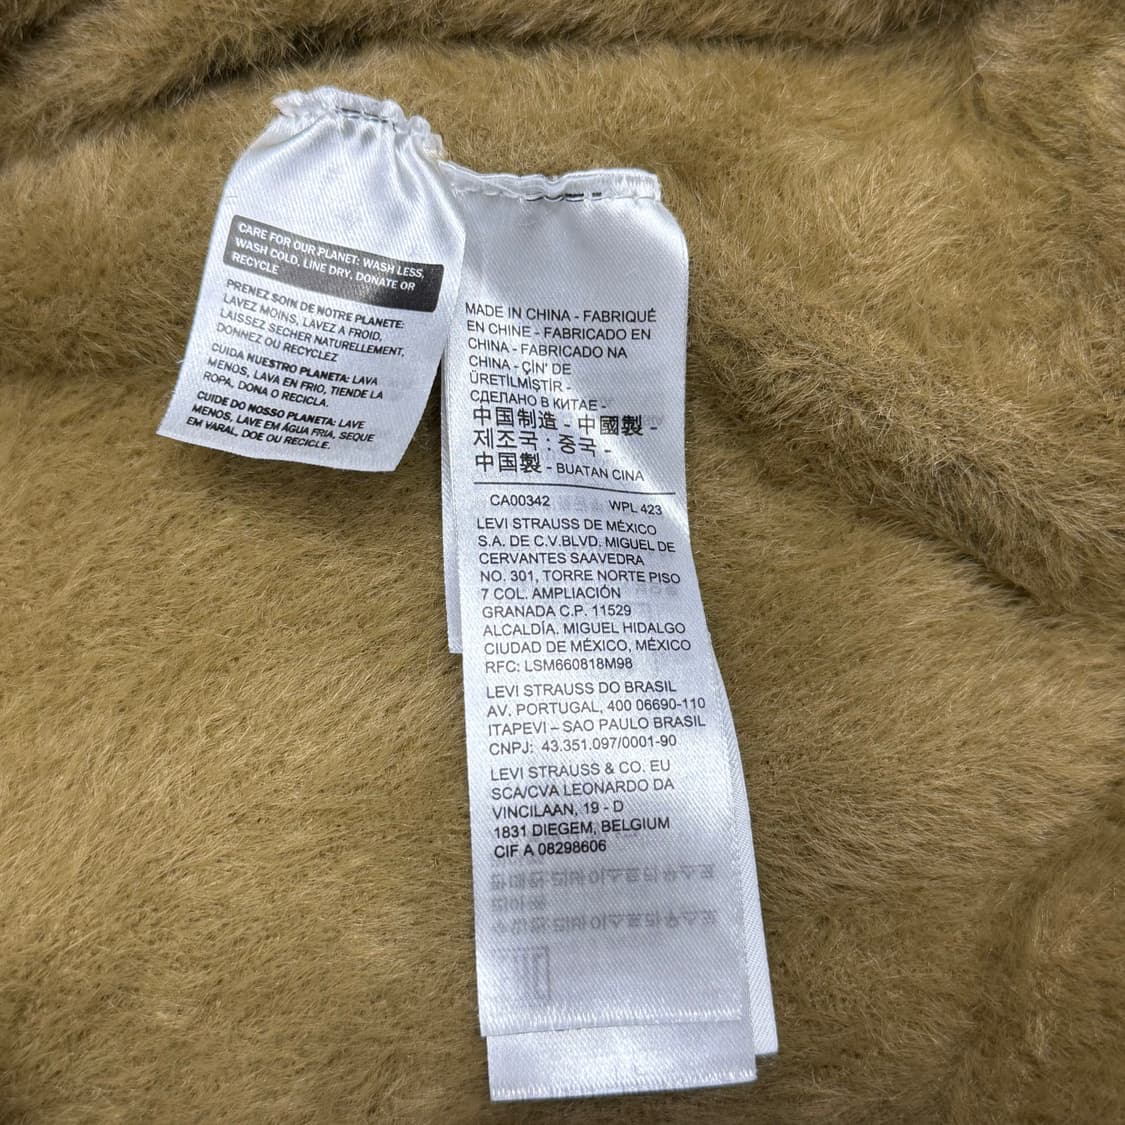 CARE FOR OUR PLANET: WASH LESS,
WASH COLD, LINE DRY, DONATE OR
RECYCLE
PRENEZ SOIN DE NOTRE PLANETE:
LAVEZ MOINS, LAVEZ A FROID,
LAISSEZ SECHER NATURELLEMENT,
DONNEZ OU RECYCLEZ
CUIDA NUESTRO PLANETA: LAVA
MENOS, LAVA EN FRIO, TIENDE LA
ROPA, DONA O RECICLA.
CUIDE DO NOSSO PLANETA: LAVE
MENOS, LAVE EM ÁGUA FRIA, SEQUE
EM VARAL, DOE OU RECICLE.
MADE IN CHINA - FABRIQUÉ
EN CHINE - FABRICADO EN
CHINA - FABRICADO NA
CHINA - ÇİN' DE
ÜRETİLMİŞTİR -
СДЕЛАНО В КИТАЕ -
中国制造 - 中國製 -
제조국 : 중국 -
中国製 - BUATAN CINA
CA00342 WPL 423
LEVI STRAUSS DE MÉXICO
S.A. DE C.V.BLVD. MIGUEL DE
CERVANTES SAAVEDRA
NO. 301, TORRE NORTE PISO
7 COL. AMPLIACIÓN
GRANADA C.P. 11529
ALCALDÍA. MIGUEL HIDALGO
CIUDAD DE MÉXICO, MÉXICO
RFC: LSM660818M98
LEVI STRAUSS DO BRASIL
AV. PORTUGAL, 400 06690-110
ITAPEVI – SAO PAULO BRASIL
CNPJ: 43.351.097/0001-90
LEVI STRAUSS & CO. EU
SCA/CVA LEONARDO DA
VINCILAAN, 19 - D
1831 DIEGEM, BELGIUM
CIF A 08298606